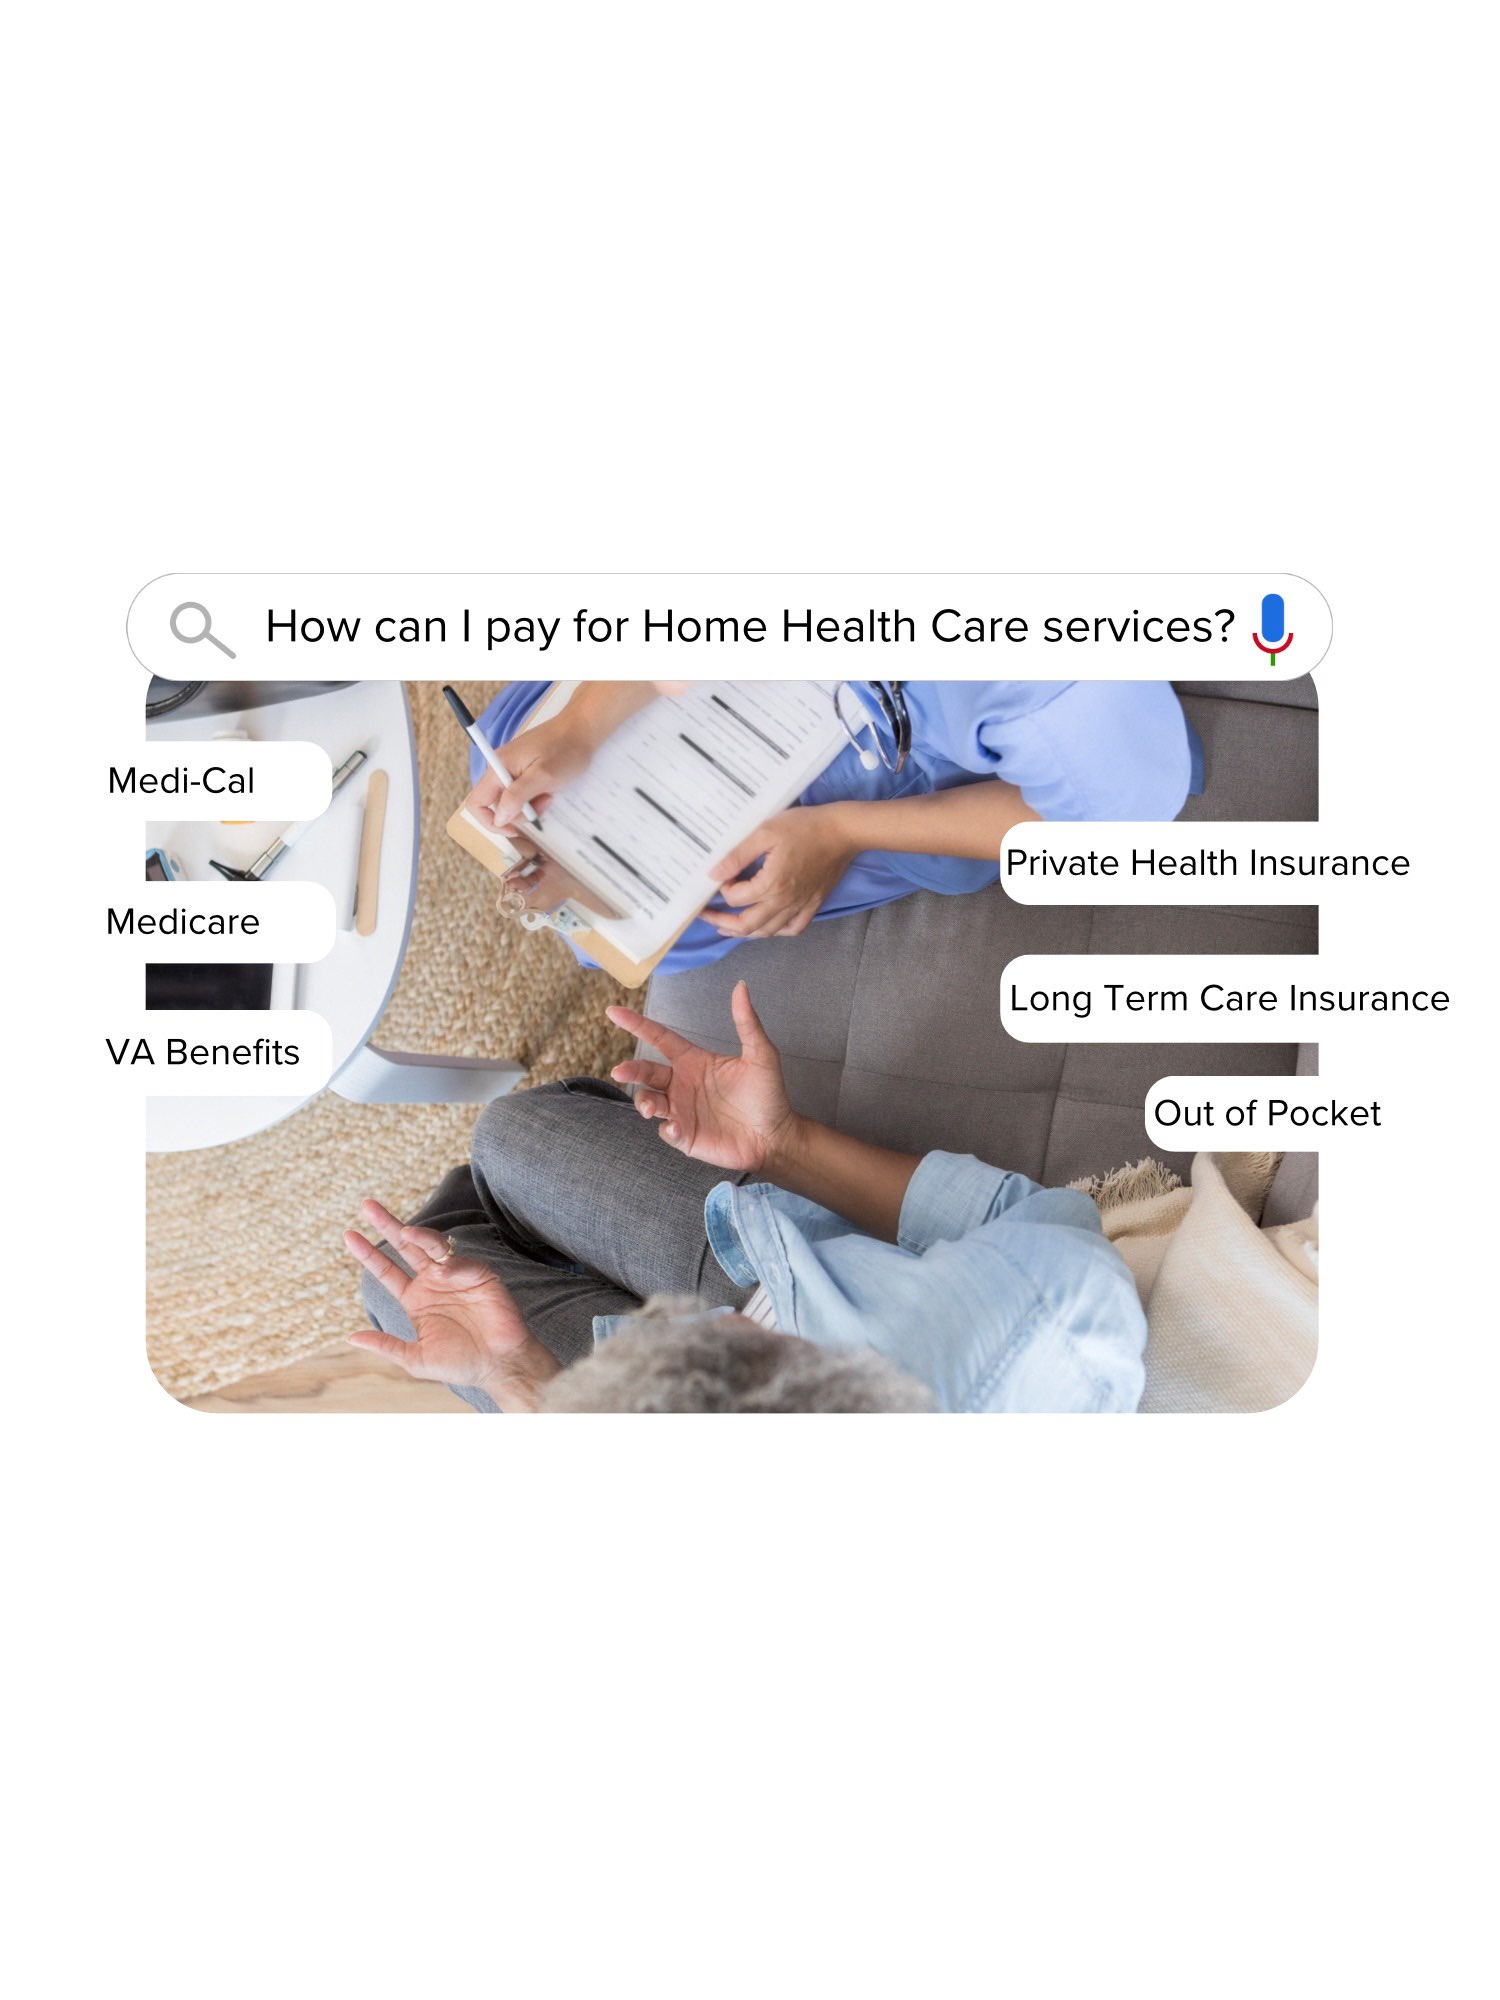 How can I pay for Home Health Care services?
Medi-Cal
Medicare
VA Benefits
Private Health Insurance
Long Term Care Insurance
Out of Pocket